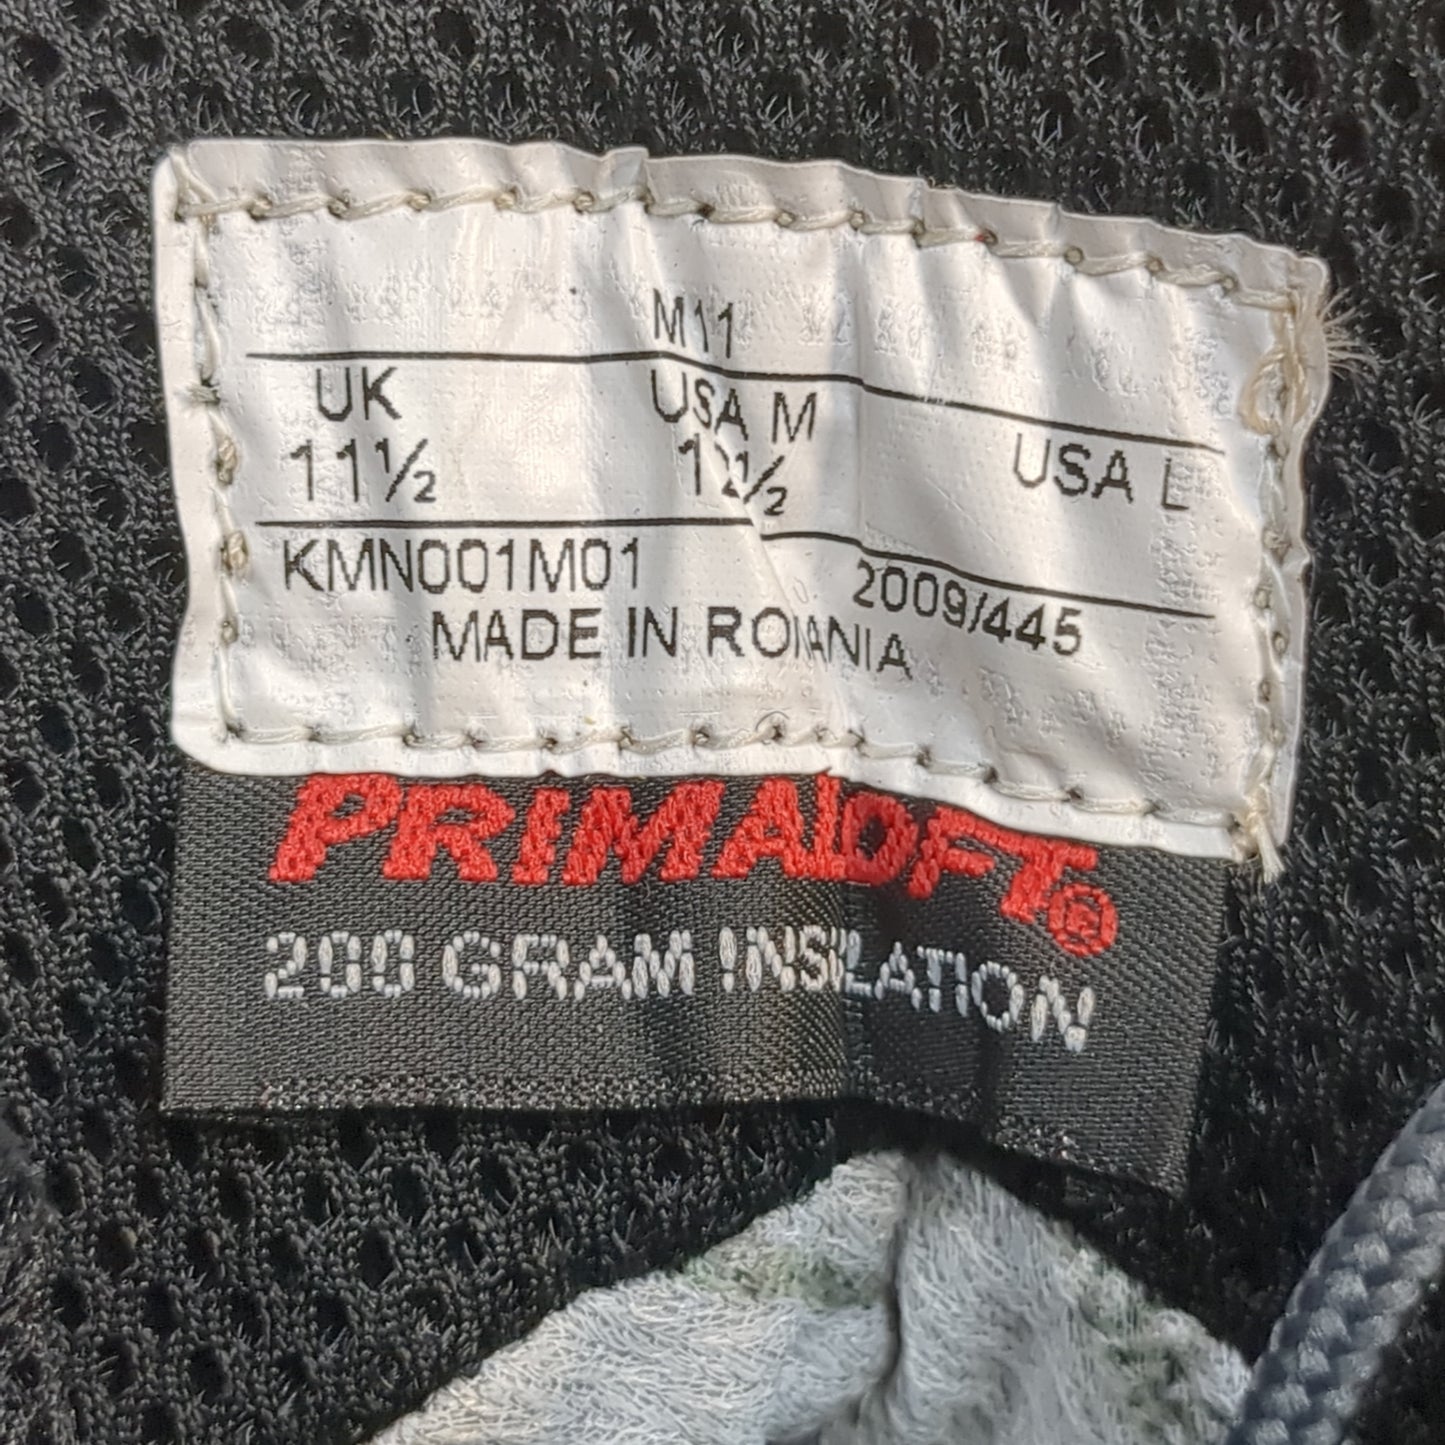 M11
UK USA M USA L
11½ 12½
KMN001M01 2009/445
MADE IN ROMANIA
PRIMALOFT®
200 GRAM INSULATION